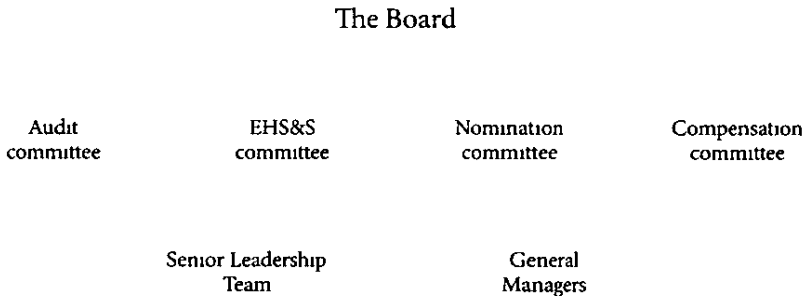 The Board
Audit committee
EHS&S committee
Nomination committee
Compensation committee
Senior Leadership Team
General Managers